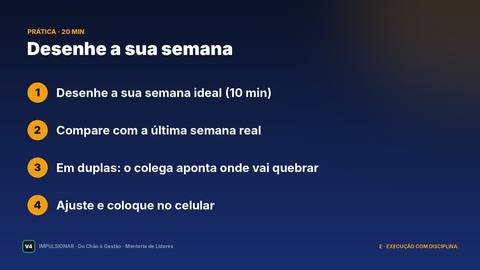 PRÁTICA · 20 MIN
Desenhe a sua semana
1 Desenhe a sua semana ideal (10 min)
2 Compare com a última semana real
3 Em duplas: o colega aponta onde vai quebrar
4 Ajuste e coloque no celular
V4 IMPULSIONAR · Do Chão à Gestão · Mentoria de Líderes
E · EXECUÇÃO COM DISCIPLINA